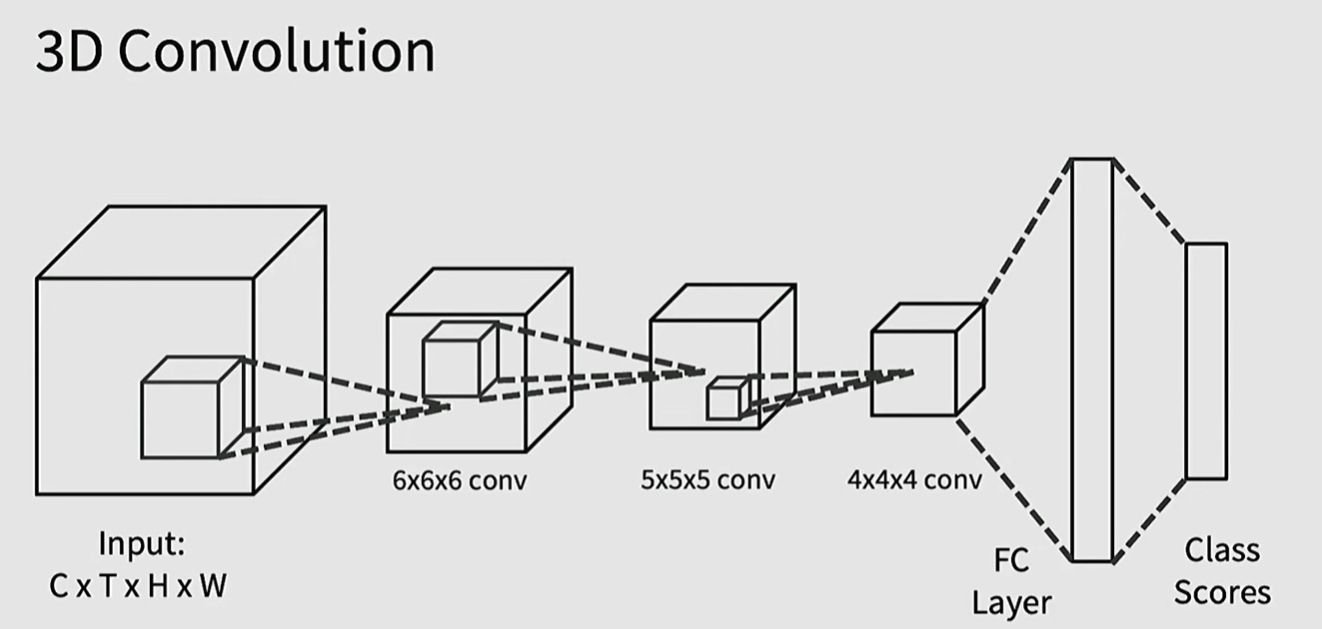 3D Convolution
6x6x6 conv
5x5x5 conv
4x4x4 conv
Input:
C x T x H x W
FC
Layer
Class
Scores